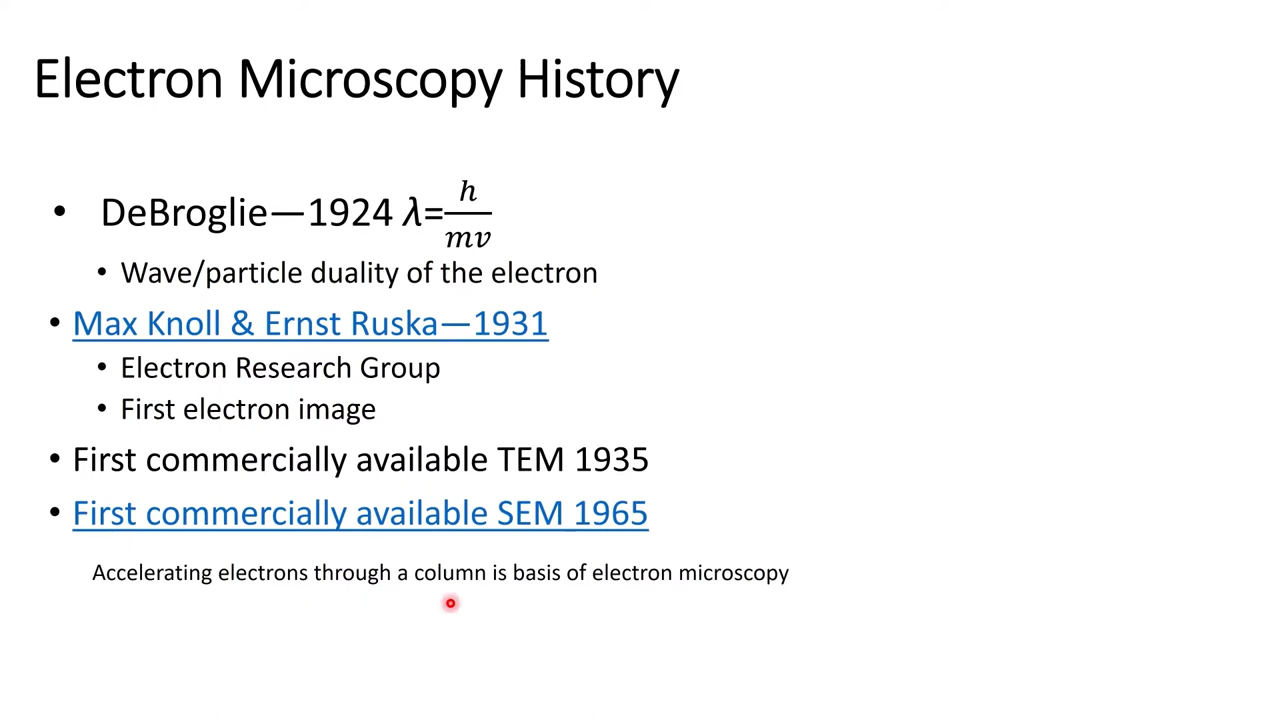 Electron Microscopy History
• DeBroglie—1924 λ=h/mv
• Wave/particle duality of the electron
• Max Knoll & Ernst Ruska—1931
• Electron Research Group
• First electron image
• First commercially available TEM 1935
• First commercially available SEM 1965
Accelerating electrons through a column is basis of electron microscopy